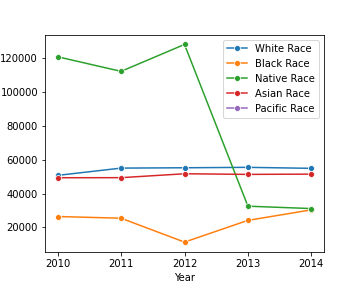 White Race
Black Race
Native Race
Asian Race
Pacific Race
120000
100000
80000
60000
40000
20000
2010 2011 2012 2013 2014
Year